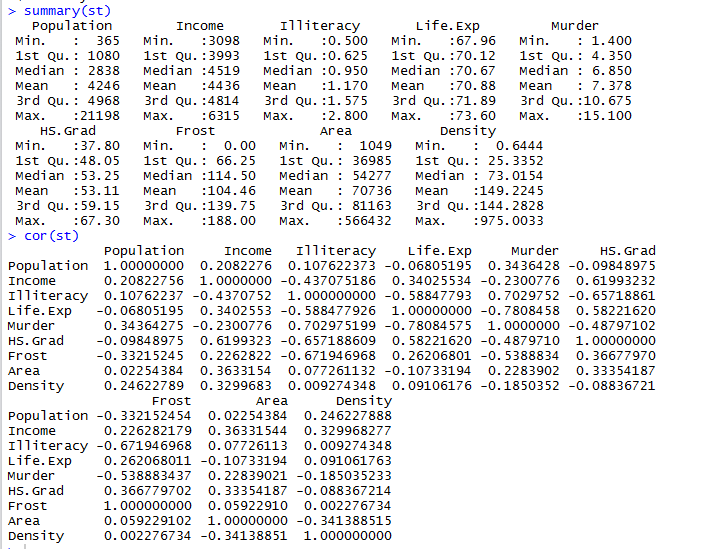 > summary(st)
   Population        Income       Illiteracy       Life.Exp         Murder
 Min.   :  365   Min.   :3098   Min.   :0.500   Min.   :67.96   Min.   : 1.400
 1st Qu.: 1080   1st Qu.:3993   1st Qu.:0.625   1st Qu.:70.12   1st Qu.: 4.350
 Median : 2838   Median :4519   Median :0.950   Median :70.67   Median : 6.850
 Mean   : 4246   Mean   :4436   Mean   :1.170   Mean   :70.88   Mean   : 7.378
 3rd Qu.: 4968   3rd Qu.:4814   3rd Qu.:1.575   3rd Qu.:71.89   3rd Qu.:10.675
 Max.   :21198   Max.   :6315   Max.   :2.800   Max.   :73.60   Max.   :15.100
    HS.Grad          Frost             Area           Density
 Min.   :37.80   Min.   :  0.00   Min.   :  1049   Min.   :  0.6444
 1st Qu.:48.05   1st Qu.: 66.25   1st Qu.: 36985   1st Qu.: 25.3352
 Median :53.25   Median :114.50   Median : 54277   Median : 73.0154
 Mean   :53.11   Mean   :104.46   Mean   : 70736   Mean   :149.2245
 3rd Qu.:59.15   3rd Qu.:139.75   3rd Qu.: 81163   3rd Qu.:144.2828
 Max.   :67.30   Max.   :188.00   Max.   :566432   Max.   :975.0033
> cor(st)
            Population     Income   Illiteracy    Life.Exp     Murder     HS.Grad
Population  1.00000000  0.2082276  0.107622373 -0.06805195  0.3436428 -0.09848975
Income      0.20822756  1.0000000 -0.437075186  0.34025534 -0.2300776  0.61993232
Illiteracy  0.10762237 -0.4370752  1.000000000 -0.58847793  0.7029752 -0.65718861
Life.Exp   -0.06805195  0.3402553 -0.588477926  1.00000000 -0.7808458  0.58221620
Murder      0.34364275 -0.2300776  0.702975199 -0.78084575  1.0000000 -0.48797102
HS.Grad    -0.09848975  0.6199323 -0.657188609  0.58221620 -0.4879710  1.00000000
Frost      -0.33215245  0.2262822 -0.671946968  0.26206801 -0.5388834  0.36677970
Area        0.02254384  0.3633154  0.077261132 -0.10733194  0.2283902  0.33354187
Density     0.24622789  0.3299683  0.009274348  0.09106176 -0.1850352 -0.08836721
                  Frost        Area      Density
Population -0.332152454  0.02254384  0.246227888
Income      0.226282179  0.36331544  0.329968277
Illiteracy -0.671946968  0.07726113  0.009274348
Life.Exp    0.262068011 -0.10733194  0.091061763
Murder     -0.538883437  0.22839021 -0.185035233
HS.Grad     0.366779702  0.33354187 -0.088367214
Frost       1.000000000  0.05922910  0.002276734
Area        0.059229102  1.00000000 -0.341388515
Density     0.002276734 -0.34138851  1.000000000